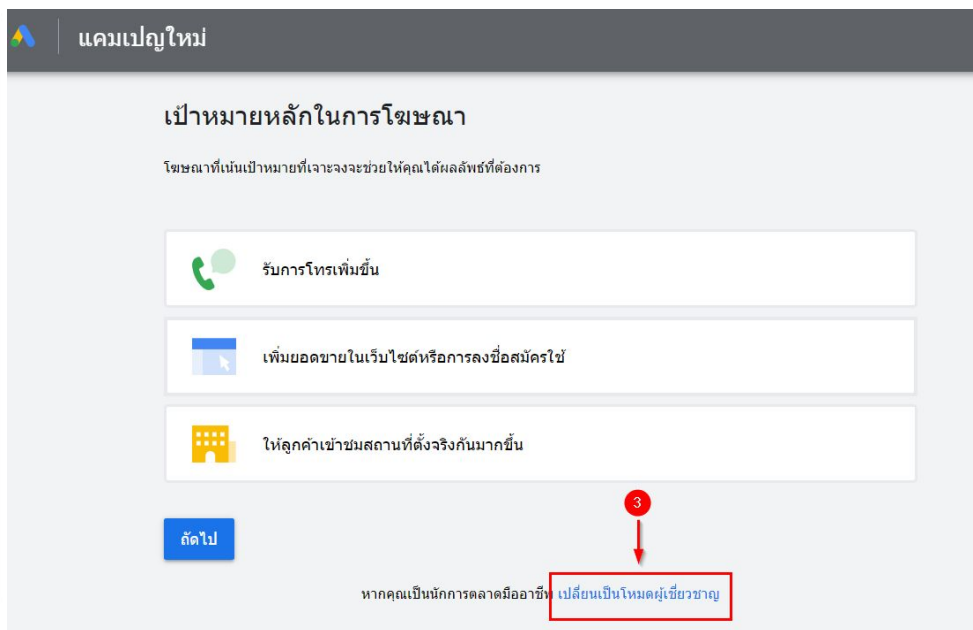 แคมเปญใหม่
เป้าหมายหลักในการโฆษณา
โฆษณาที่เน้นเป้าหมายที่เจาะจงจะช่วยให้คุณได้ผลลัพธ์ที่ต้องการ
รับการโทรเพิ่มขึ้น
เพิ่มยอดขายในเว็บไซต์หรือการลงชื่อสมัครใช้
ให้ลูกค้าเข้าชมสถานที่ตั้งจริงกันมากขึ้น
3
ถัดไป
หากคุณเป็นนักการตลาดมืออาชีพ เปลี่ยนเป็นโหมดผู้เชี่ยวชาญ